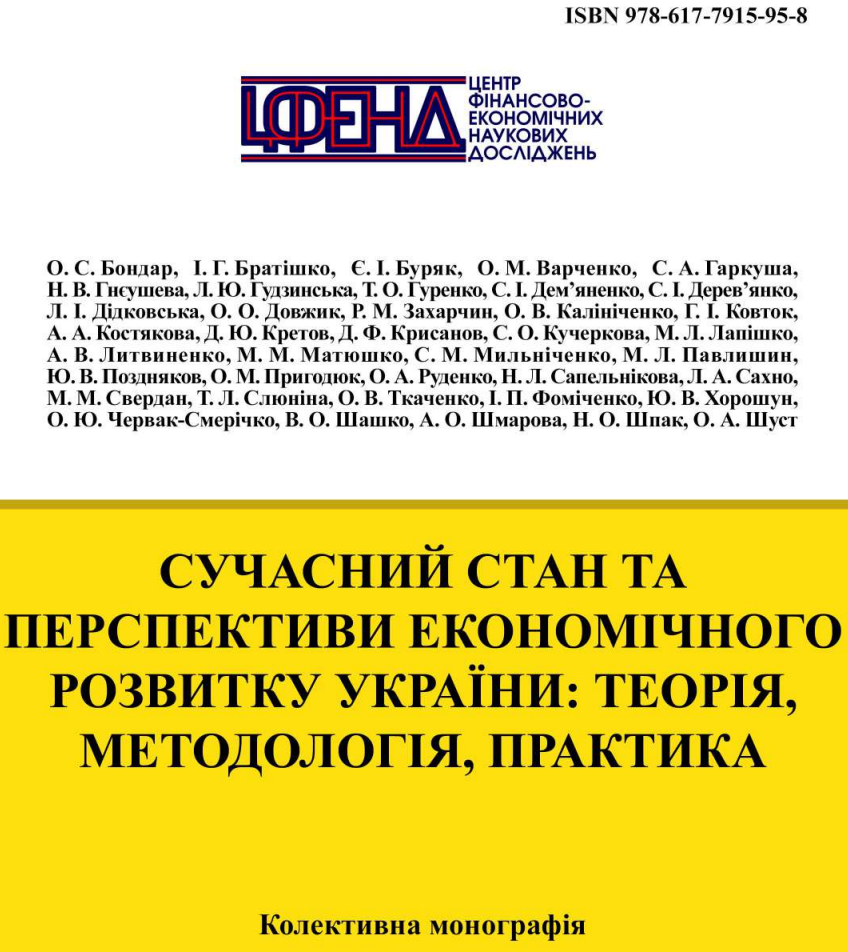 ISBN 978-617-7915-95-8
ЦФЕНД
ЦЕНТР
ФІНАНСОВО-
ЕКОНОМІЧНИХ
НАУКОВИХ
ДОСЛІДЖЕНЬ
О. С. Бондар, І. Г. Братішко, Є. І. Буряк, О. М. Варченко, С. А. Гаркуша,
Н. В. Гнєушева, Л. Ю. Гудзинська, Т. О. Гуренко, С. І. Дем’яненко, С. І. Дерев’янко,
Л. І. Дідковська, О. О. Довжик, Р. М. Захарчин, О. В. Калініченко, Г. І. Ковток,
А. А. Костякова, Д. Ю. Кретов, Д. Ф. Крисанов, С. О. Кучеркова, М. Л. Лапішко,
А. В. Литвиненко, М. М. Матюшко, С. М. Мильніченко, М. Л. Павлишин,
Ю. В. Поздняков, О. М. Пригодюк, О. А. Руденко, Н. Л. Сапельнікова, Л. А. Сахно,
М. М. Свердан, Т. Л. Слюніна, О. В. Ткаченко, І. П. Фоміченко, Ю. В. Хорошун,
О. Ю. Червак-Смерічко, В. О. Шашко, А. О. Шмарова, Н. О. Шпак, О. А. Шуст
СУЧАСНИЙ СТАН ТА
ПЕРСПЕКТИВИ ЕКОНОМІЧНОГО
РОЗВИТКУ УКРАЇНИ: ТЕОРІЯ,
МЕТОДОЛОГІЯ, ПРАКТИКА
Колективна монографія